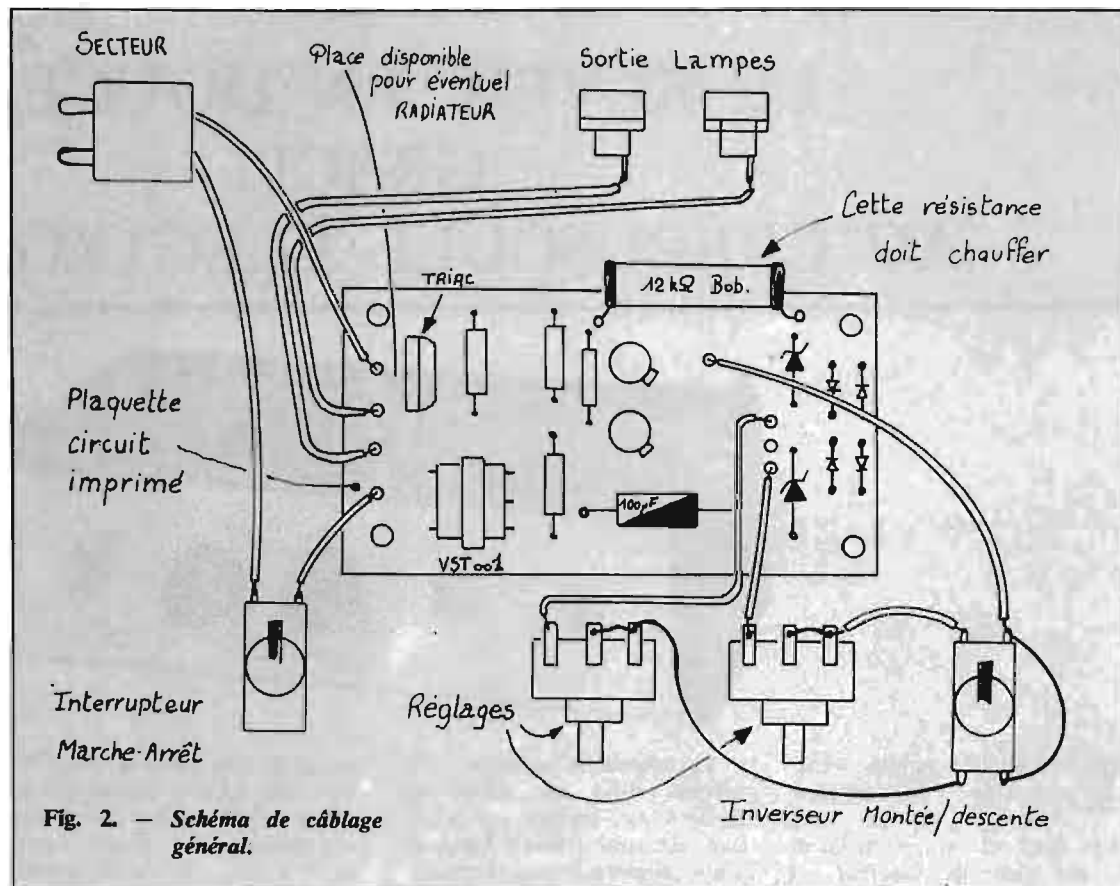 SECTEUR
Place disponible
pour éventuel
RADIATEUR
Sortie Lampes
Cette résistance
doit chauffer
TRIAC
12 kΩ Bob.
Plaquette
circuit
imprimé
100µF
VST001
Interrupteur
Marche-Arrêt
Réglages
Inverseur Montée/descente
Fig. 2. — Schéma de câblage
général.